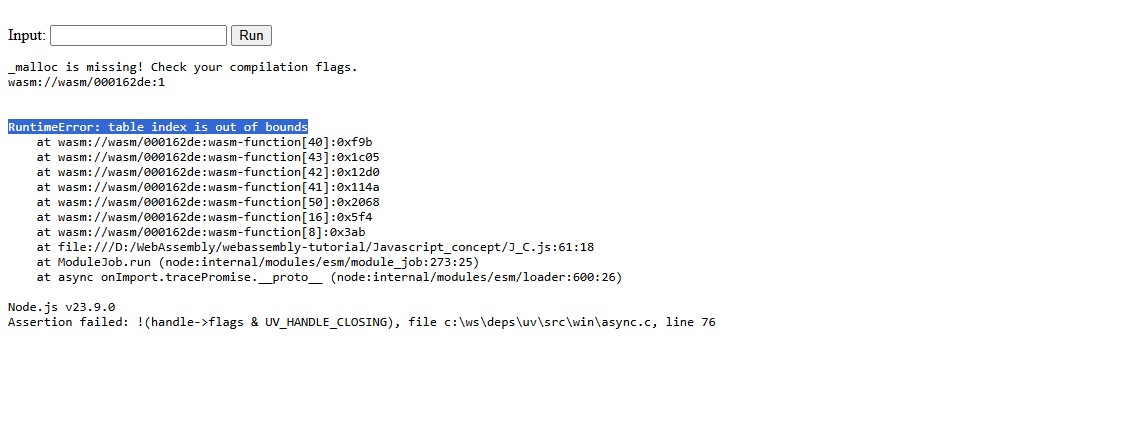 Input: Run
_malloc is missing! Check your compilation flags.
wasm://wasm/000162de:1
RuntimeError: table index is out of bounds
at wasm://wasm/000162de:wasm-function[40]:0xf9b
at wasm://wasm/000162de:wasm-function[43]:0x1c05
at wasm://wasm/000162de:wasm-function[42]:0x12d0
at wasm://wasm/000162de:wasm-function[41]:0x114a
at wasm://wasm/000162de:wasm-function[50]:0x2068
at wasm://wasm/000162de:wasm-function[16]:0x5f4
at wasm://wasm/000162de:wasm-function[8]:0x3ab
at file:///D:/WebAssembly/webassembly-tutorial/Javascript_concept/J_C.js:61:18
at ModuleJob.run (node:internal/modules/esm/module_job:273:25)
at async onImport.tracePromise.__proto__ (node:internal/modules/esm/loader:600:26)
Node.js v23.9.0
Assertion failed: !(handle->flags & UV_HANDLE_CLOSING), file c:\ws\deps\uv\src\win\async.c, line 76